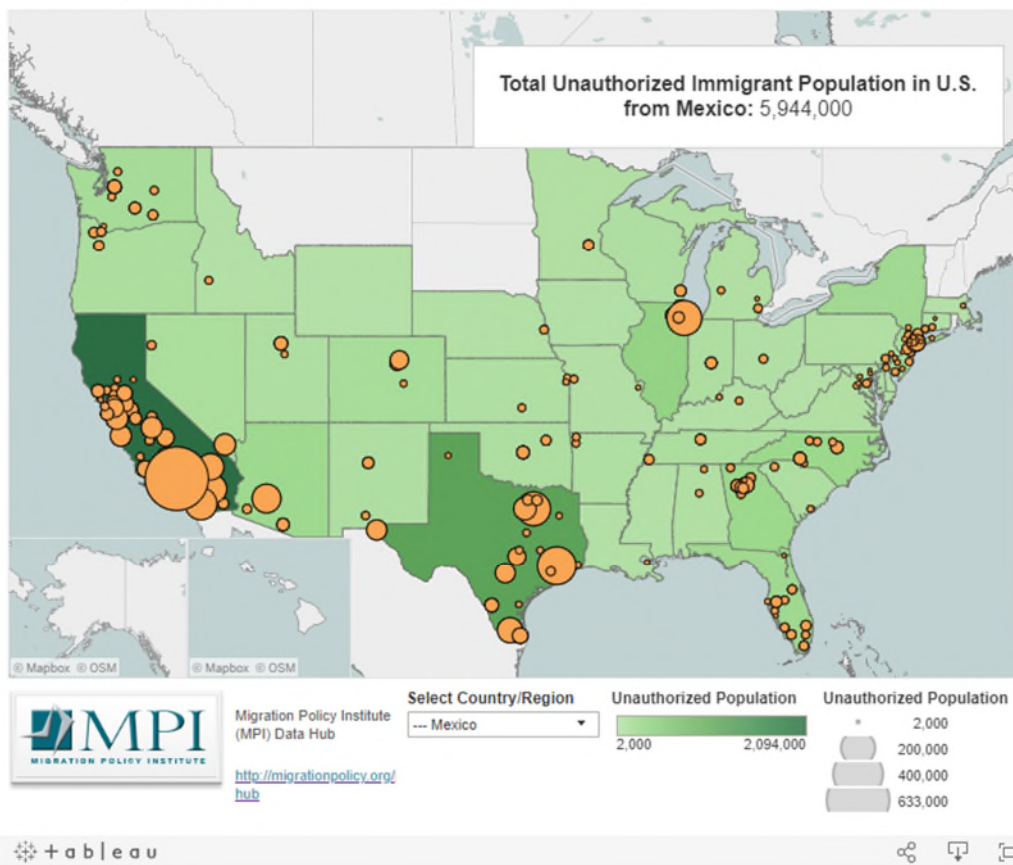 Total Unauthorized Immigrant Population in U.S.
from Mexico: 5,944,000
© Mapbox © OSM
© Mapbox © OSM
MPI
MIGRATION POLICY INSTITUTE
Migration Policy Institute
(MPI) Data Hub
http://migrationpolicy.org/
hub
Select Country/Region
--- Mexico
Unauthorized Population
2,000 2,094,000
Unauthorized Population
2,000
200,000
400,000
633,000
+ a b | e a u